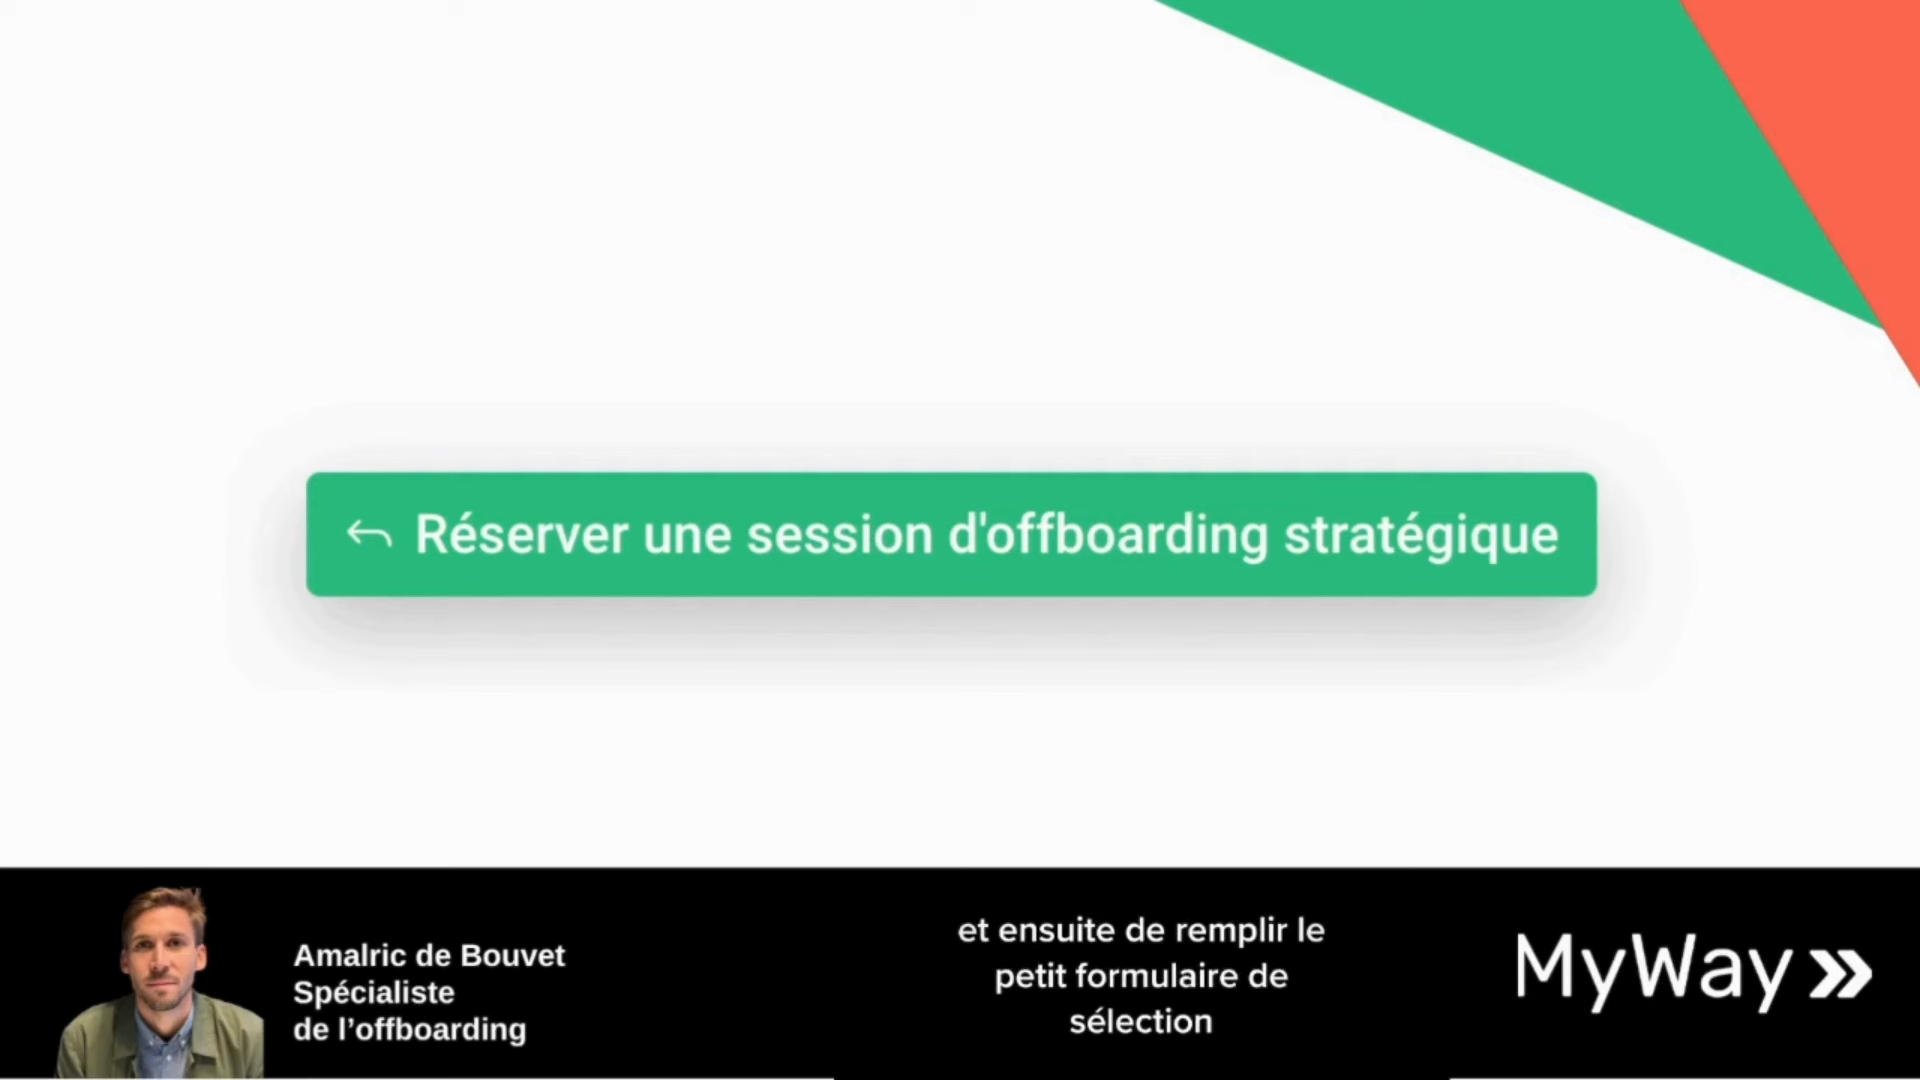 Réserver une session d'offboarding stratégique
Amalric de Bouvet
Spécialiste
de l’offboarding
et ensuite de remplir le
petit formulaire de
sélection
MyWay